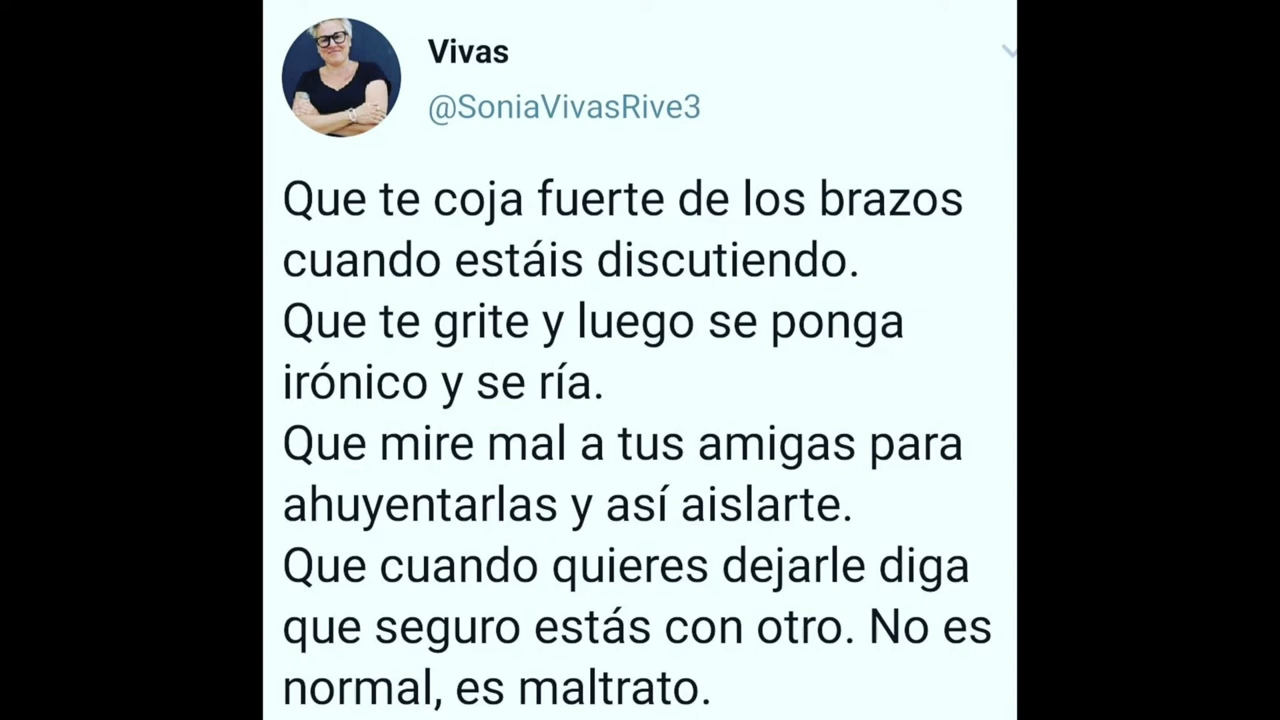 Vivas
@SoniaVivasRive3
Que te coja fuerte de los brazos
cuando estáis discutiendo.
Que te grite y luego se ponga
irónico y se ría.
Que mire mal a tus amigas para
ahuyentarlas y así aislarte.
Que cuando quieres dejarle diga
que seguro estás con otro. No es
normal, es maltrato.